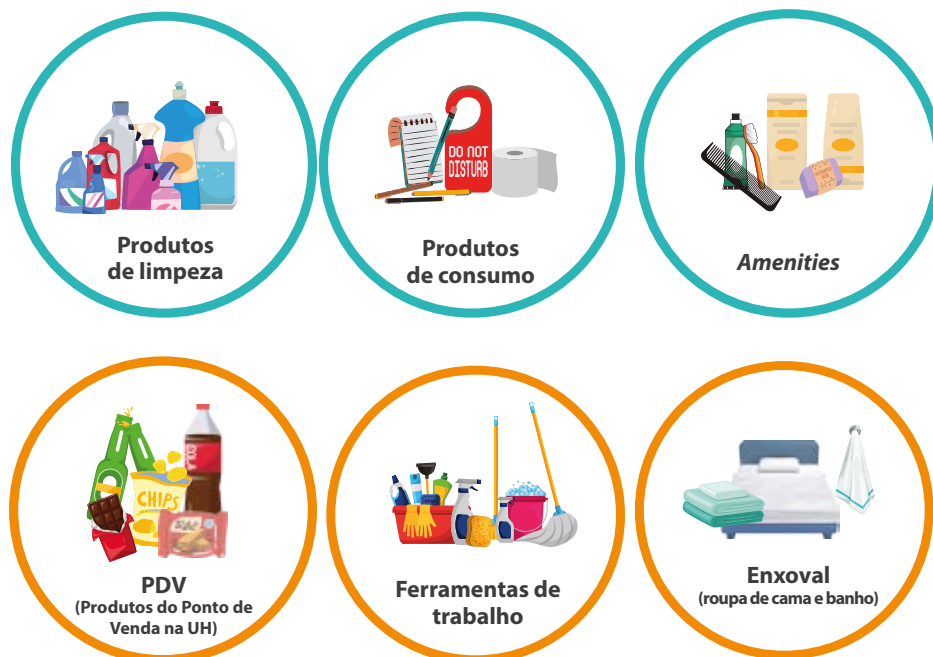 DO NOT
DISTURB
Produtos
de limpeza
Produtos
de consumo
Amenities
CHIPS
PDV
(Produtos do Ponto de
Venda na UH)
Ferramentas de
trabalho
Enxoval
(roupa de cama e banho)